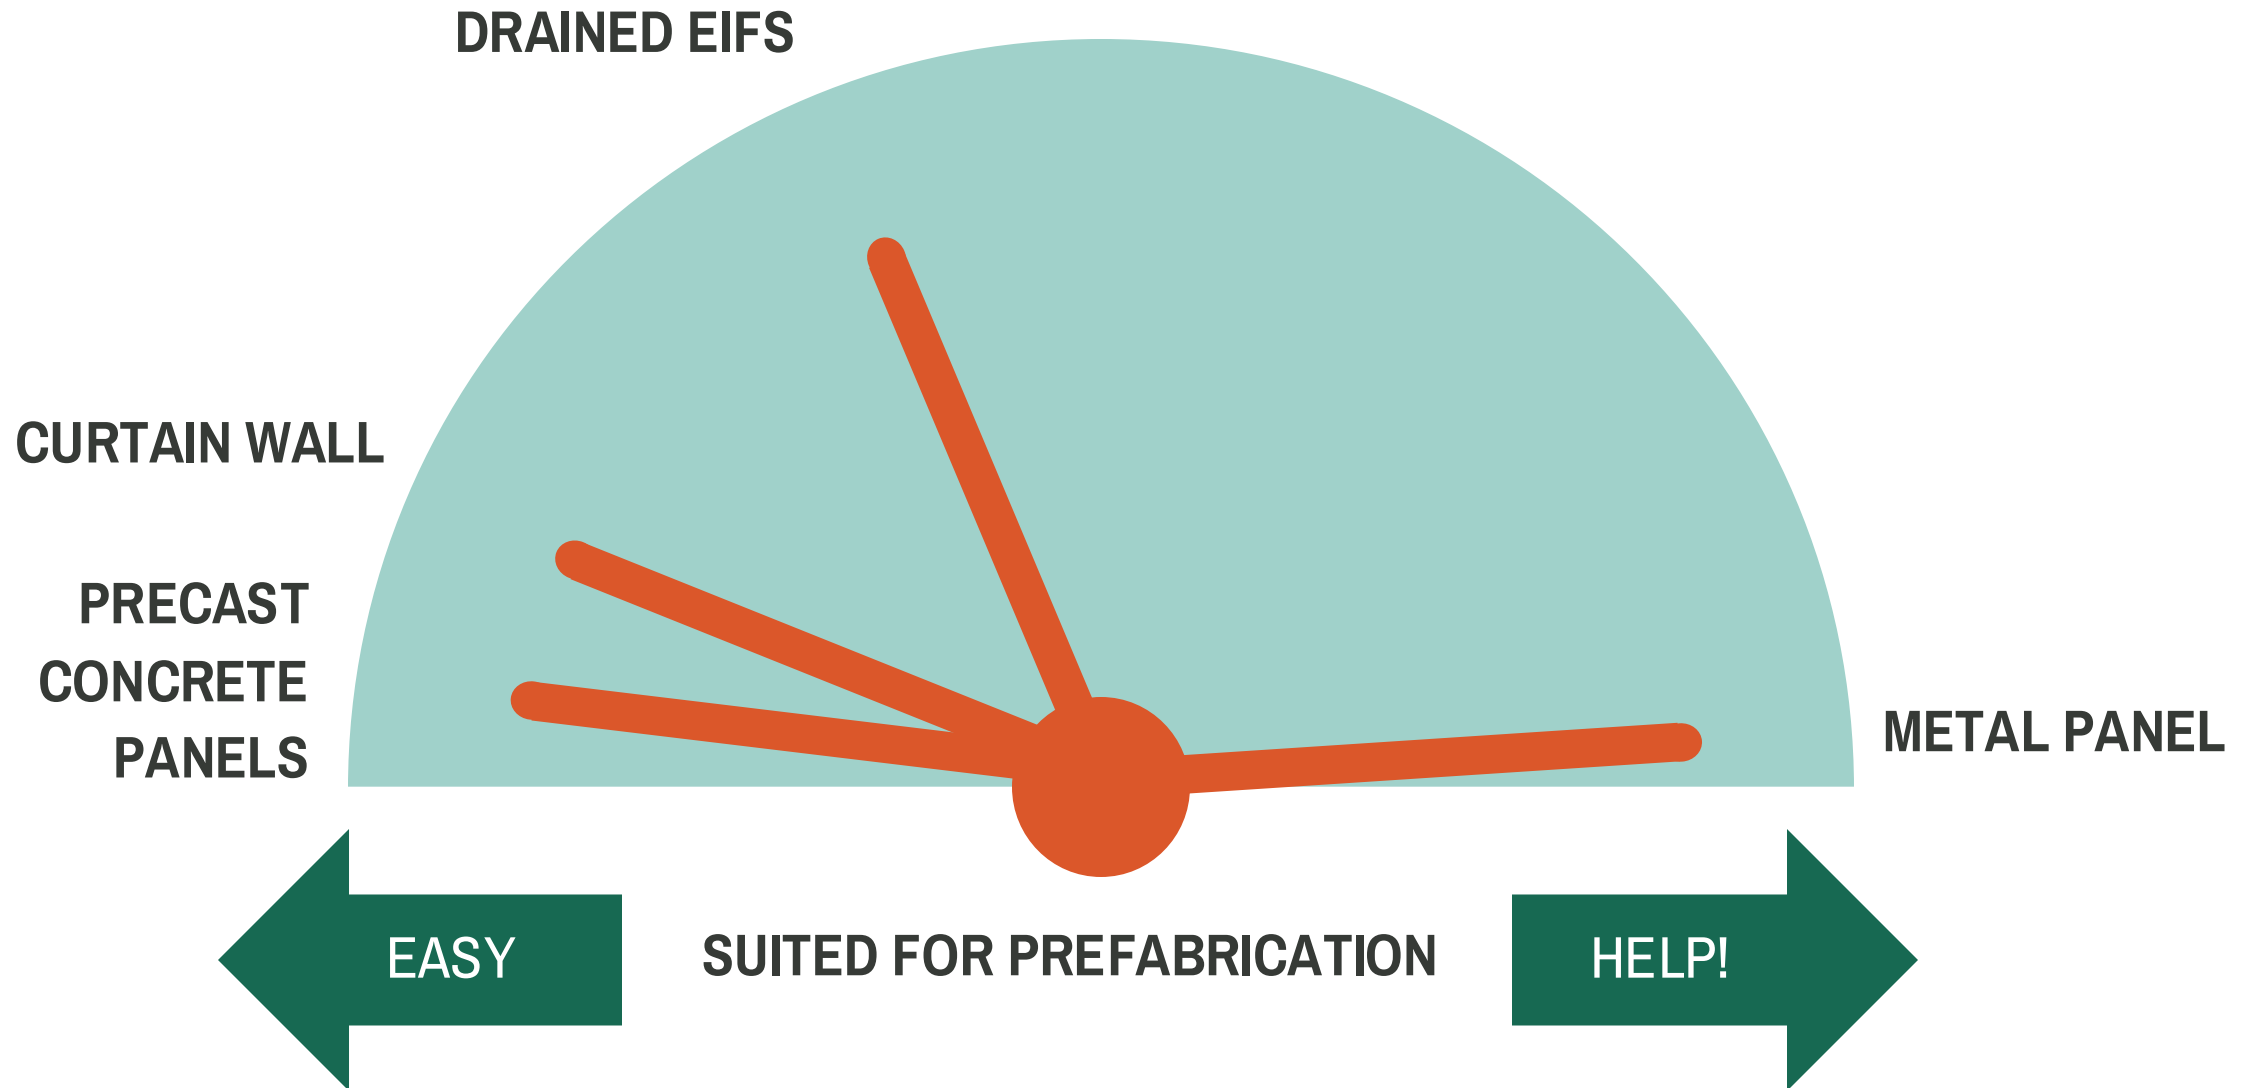 DRAINED EIFS
CURTAIN WALL
PRECAST
CONCRETE
PANELS
METAL PANEL
EASY
SUITED FOR PREFABRICATION
HELP!